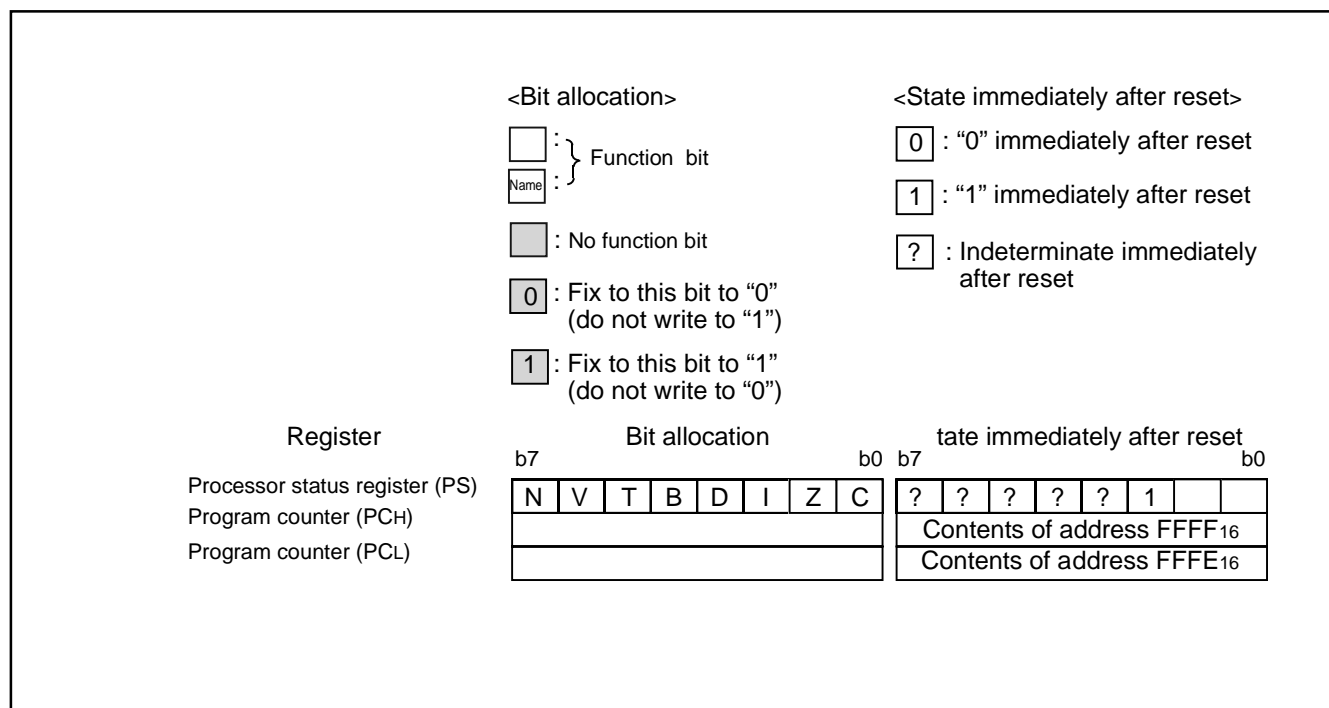 <Bit allocation>
:
Function bit
Name :
: No function bit
0 : Fix to this bit to “0”
(do not write to “1”)
1 : Fix to this bit to “1”
(do not write to “0”)
<State immediately after reset>
0 : “0” immediately after reset
1 : “1” immediately after reset
? : Indeterminate immediately
after reset
Register Bit allocation tate immediately after reset
b7 b0 b7 b0
Processor status register (PS) N V T B D I Z C ? ? ? ? ? 1
Program counter (PCH) Contents of address FFFF16
Program counter (PCL) Contents of address FFFE16